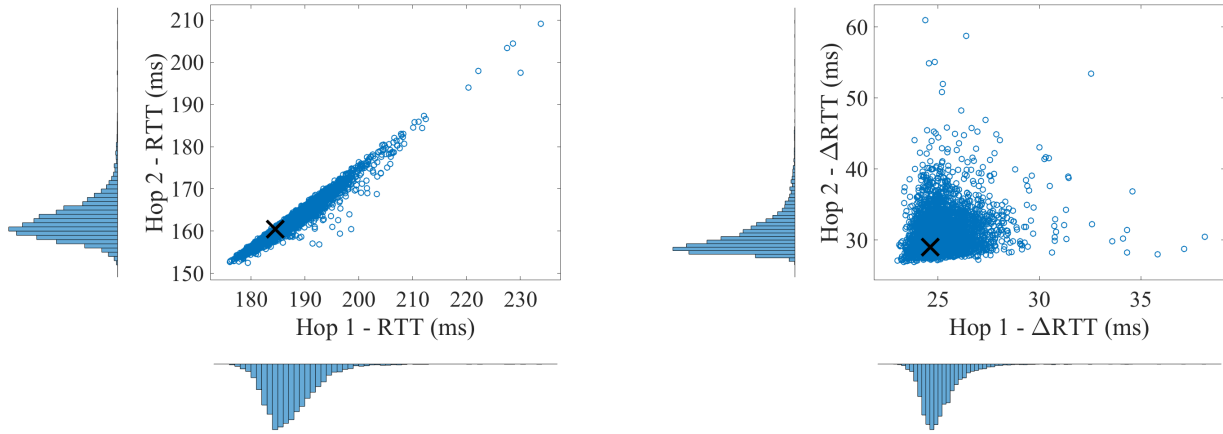 210
200
190
180
170
160
150
Hop 2 - RTT (ms)
180 190 200 210 220 230
Hop 1 - RTT (ms)
60
50
40
30
Hop 2 - ΔRTT (ms)
25 30 35
Hop 1 - ΔRTT (ms)